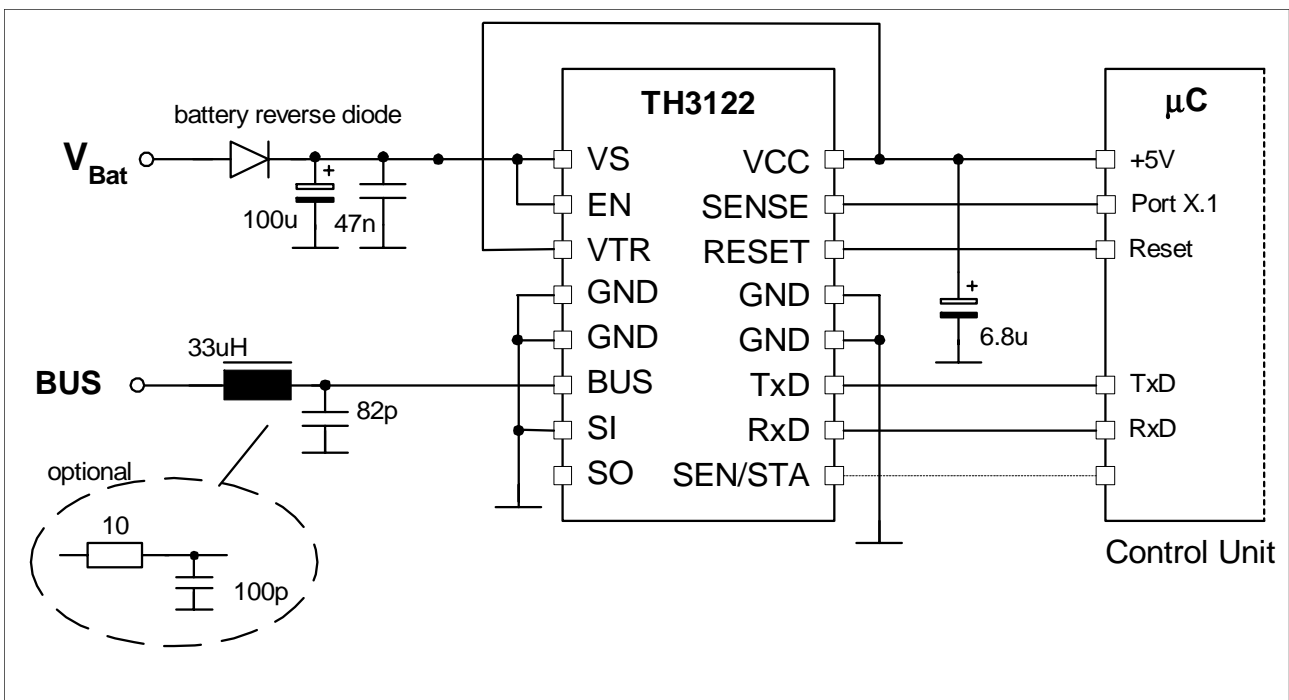 TH3122
μC
battery reverse diode
VBat
+
100u
47n
VS
EN
VTR
GND
GND
BUS
SI
SO
VCC
SENSE
RESET
GND
GND
TxD
RxD
SEN/STA
+5V
Port X.1
Reset
TxD
RxD
+
6.8u
33uH
BUS
82p
optional
10
100p
Control Unit